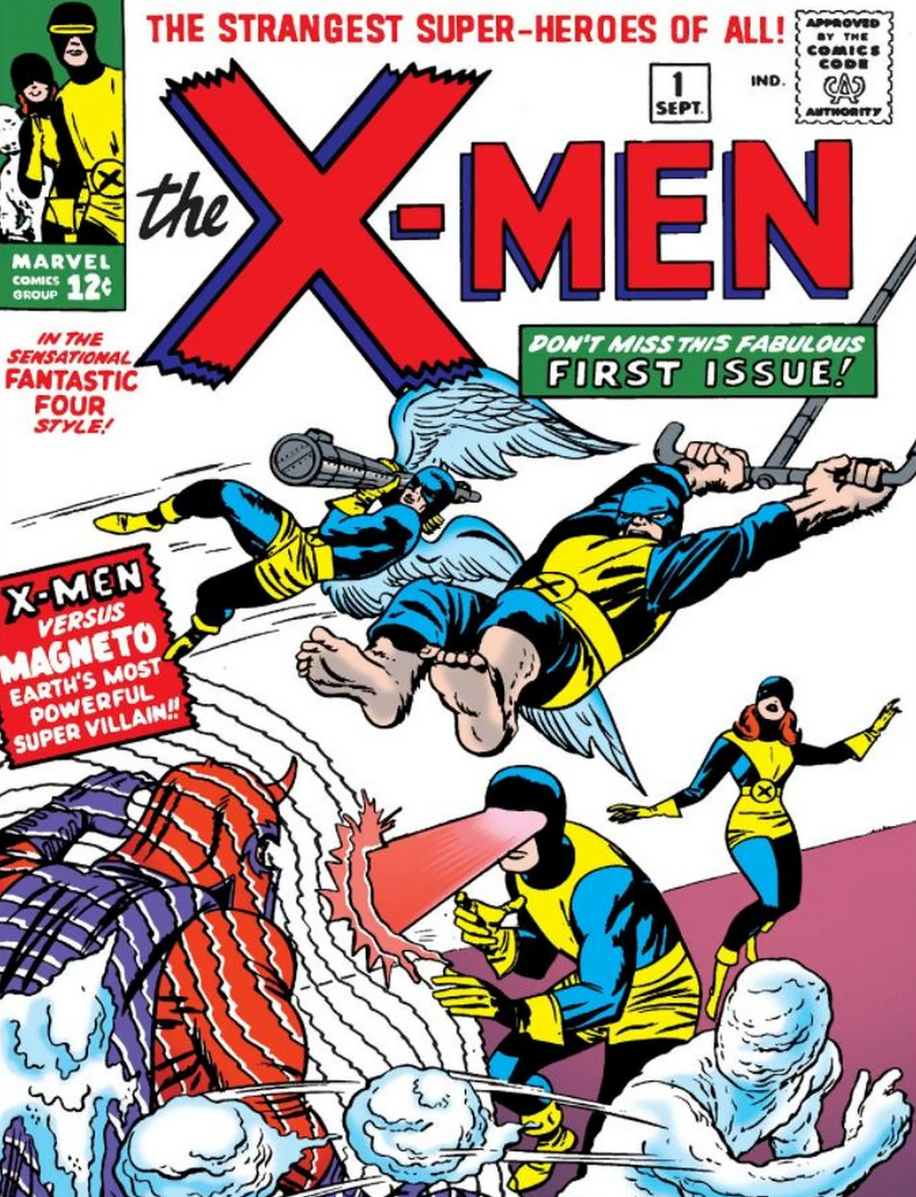 THE STRANGEST SUPER-HEROES OF ALL!
APPROVED
BY THE
COMICS
CODE
CA
AUTHORITY
1
SEPT.
IND.
the X-MEN
MARVEL
COMICS
GROUP 12¢
IN THE
SENSATIONAL
FANTASTIC
FOUR
STYLE!
DON'T MISS THIS FABULOUS
FIRST ISSUE!
X-MEN
VERSUS
MAGNETO
EARTH'S MOST
POWERFUL
SUPER VILLAIN!!
X
X
X